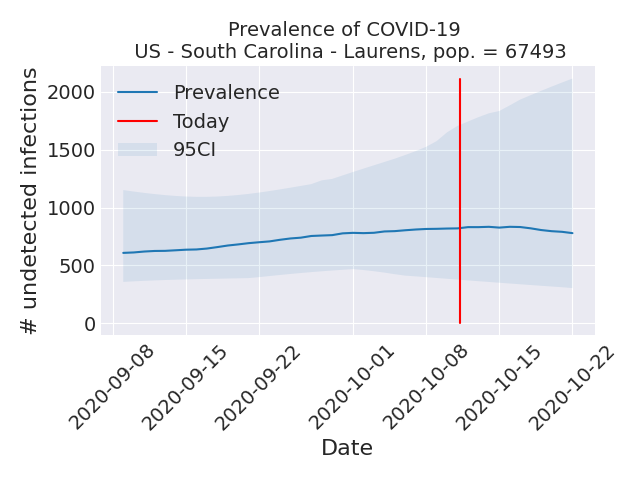 Prevalence of COVID-19
US - South Carolina - Laurens, pop. = 67493
# undetected infections
2000
1500
1000
500
0
Prevalence
Today
95CI
2020-09-08
2020-09-15
2020-09-22
2020-10-01
2020-10-08
2020-10-15
2020-10-22
Date